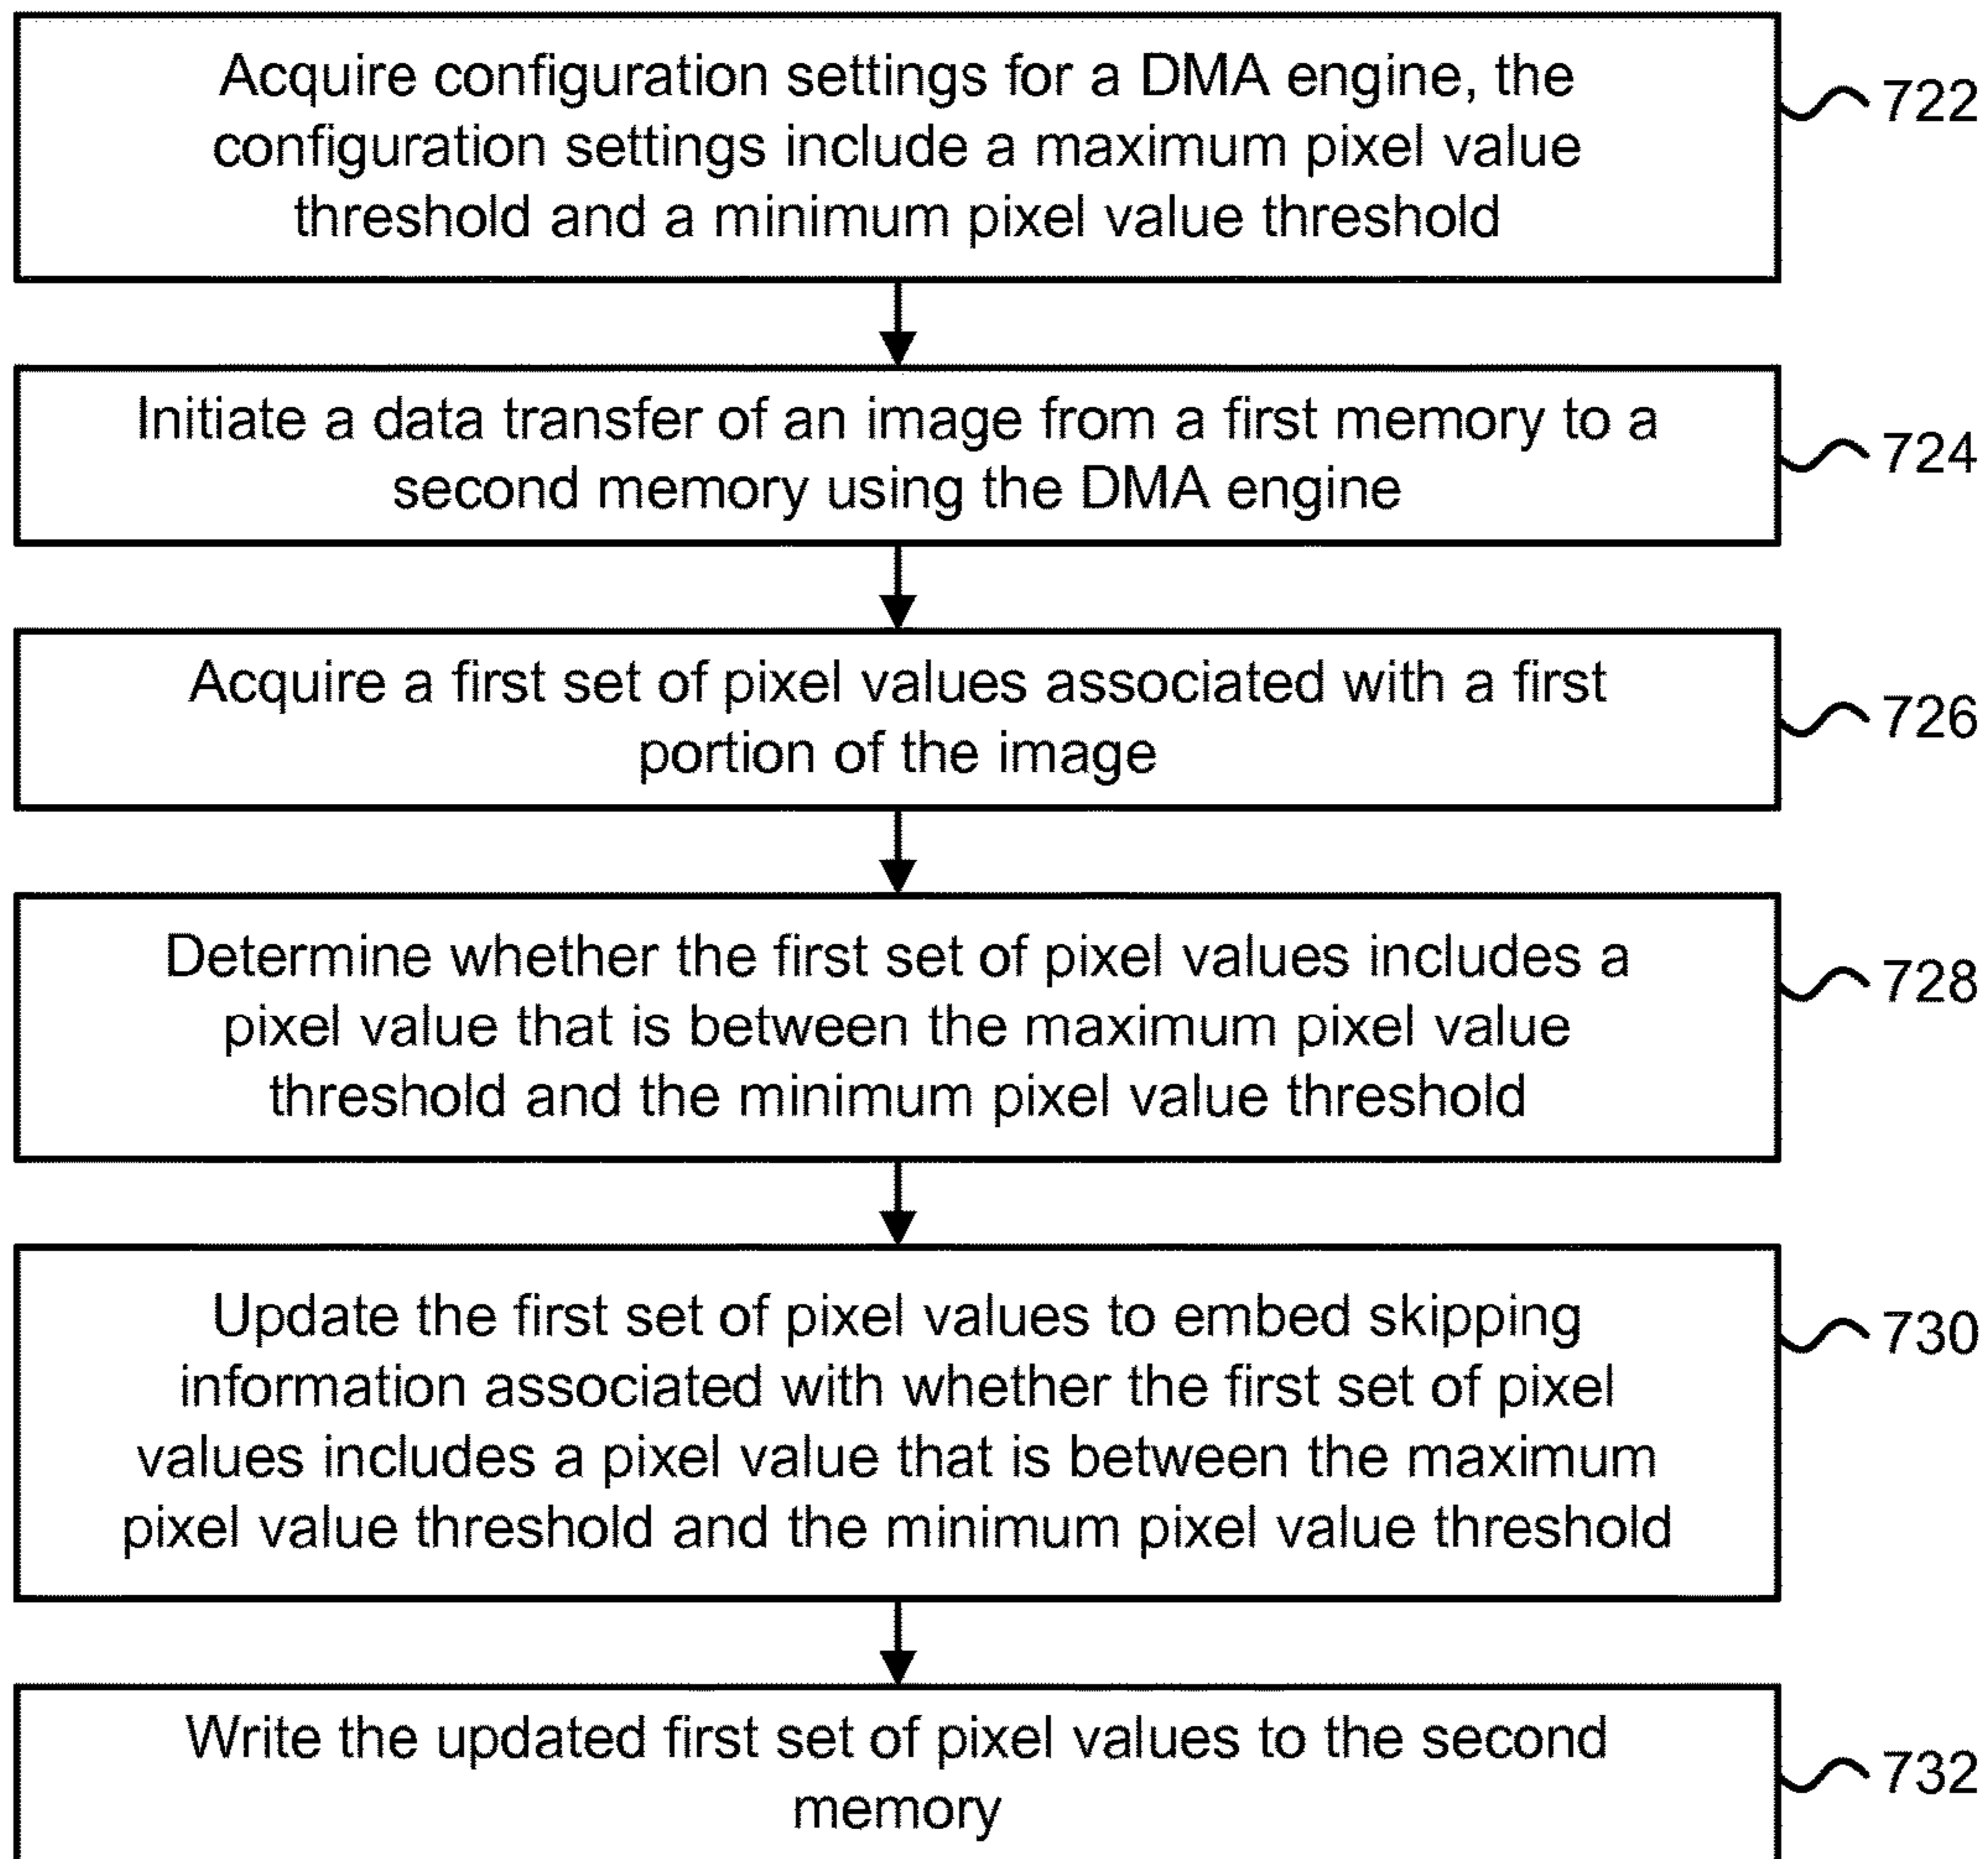 Acquire configuration settings for a DMA engine, the
configuration settings include a maximum pixel value
threshold and a minimum pixel value threshold
722
Initiate a data transfer of an image from a first memory to a
second memory using the DMA engine
724
Acquire a first set of pixel values associated with a first
portion of the image
726
Determine whether the first set of pixel values includes a
pixel value that is between the maximum pixel value
threshold and the minimum pixel value threshold
728
Update the first set of pixel values to embed skipping
information associated with whether the first set of pixel
values includes a pixel value that is between the maximum
pixel value threshold and the minimum pixel value threshold
730
Write the updated first set of pixel values to the second
memory
732